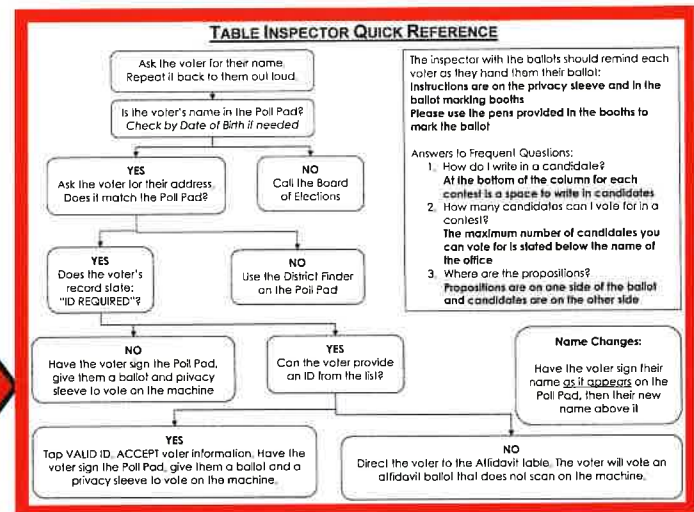 TABLE INSPECTOR QUICK REFERENCE
Ask the voter for their name.
Repeat it back to them out loud.
Is the voter's name in the Poll Pad?
Check by Date of Birth if needed
YES
Ask the voter for their address.
Does it match the Poll Pad?
NO
Call the Board
of Elections
YES
Does the voter's
record state:
"ID REQUIRED"?
NO
Use the District Finder
on the Poll Pad
NO
Have the voter sign the Poll Pad,
give them a ballot and privacy
sleeve to vote on the machine
YES
Can the voter provide
an ID from the list?
YES
Tap VALID ID, ACCEPT voter information. Have the
voter sign the Poll Pad, give them a ballot and a
privacy sleeve to vote on the machine.
NO
Direct the voter to the Affidavit table. The voter will vote an
affidavit ballot that does not scan on the machine.
The inspector with the ballots should remind each
voter as they hand them their ballot:
Instructions are on the privacy sleeve and in the
ballot marking booths
Please use the pens provided in the booths to
mark the ballot
Answers to Frequent Questions:
1. How do I write in a candidate?
At the bottom of the column for each
contest is a space to write in candidates
2. How many candidates can I vote for in a
contest?
The maximum number of candidates you
can vote for is stated below the name of
the office
3. Where are the propositions?
Propositions are on one side of the ballot
and candidates are on the other side
Name Changes:
Have the voter sign their
name as it appears on the
Poll Pad, then their new
name above it